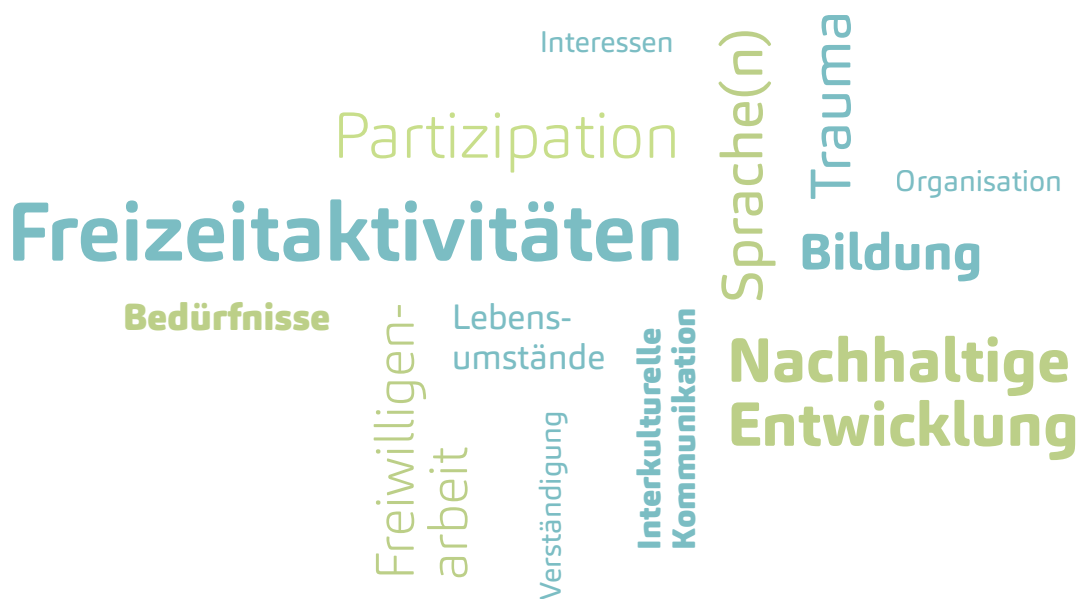 Interessen
Sprache(n)
Trauma
Partizipation
Organisation
Freizeitaktivitäten
Bildung
Bedürfnisse
Freiwilligen-
arbeit
Lebens-
umstände
Interkulturelle
Kommunikation
Nachhaltige
Entwicklung
Verständigung